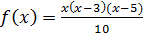 f(x) = x(x−3)(x−5)/10